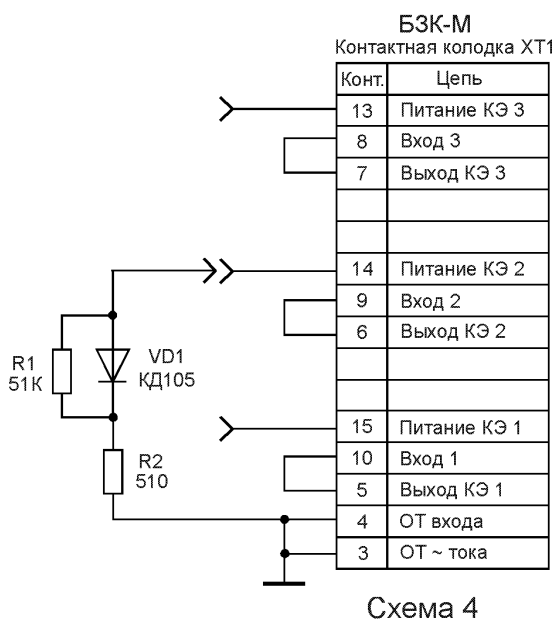 БЗК-М
Контактная колодка XT1
Конт. Цепь
13 Питание КЭ 3
8 Вход 3
7 Выход КЭ 3
14 Питание КЭ 2
9 Вход 2
6 Выход КЭ 2
R1
51К
VD1
КД105
15 Питание КЭ 1
R2
510
10 Вход 1
5 Выход КЭ 1
4 ОТ входа
3 ОТ ~ тока
Схема 4